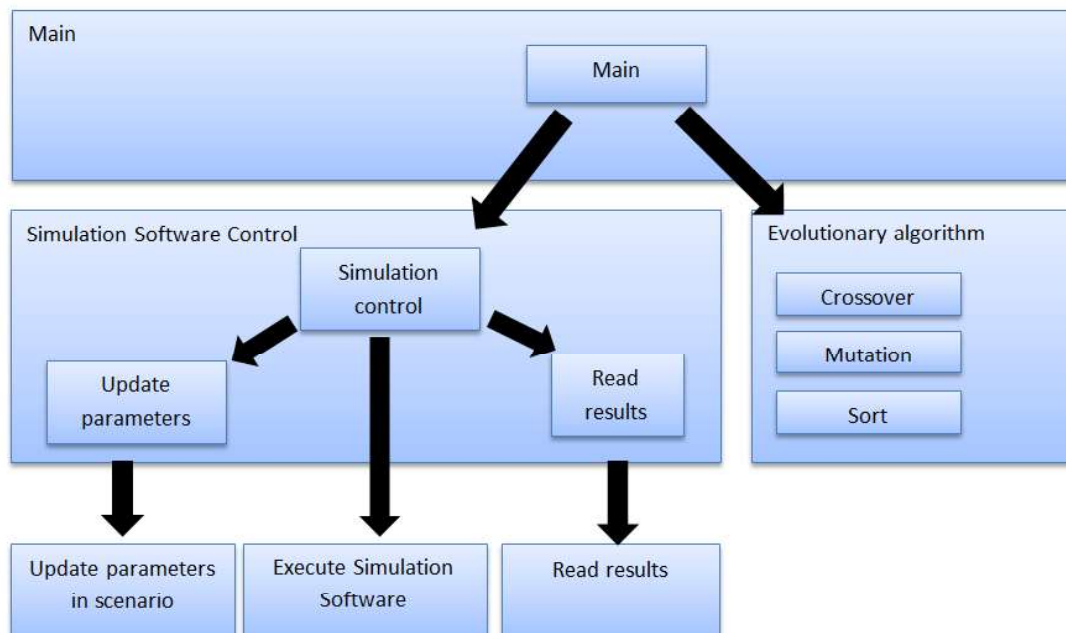 Main
Main
Simulation Software Control
Simulation
control
Update
parameters
Read
results
Evolutionary algorithm
Crossover
Mutation
Sort
Update parameters
in scenario
Execute Simulation
Software
Read results